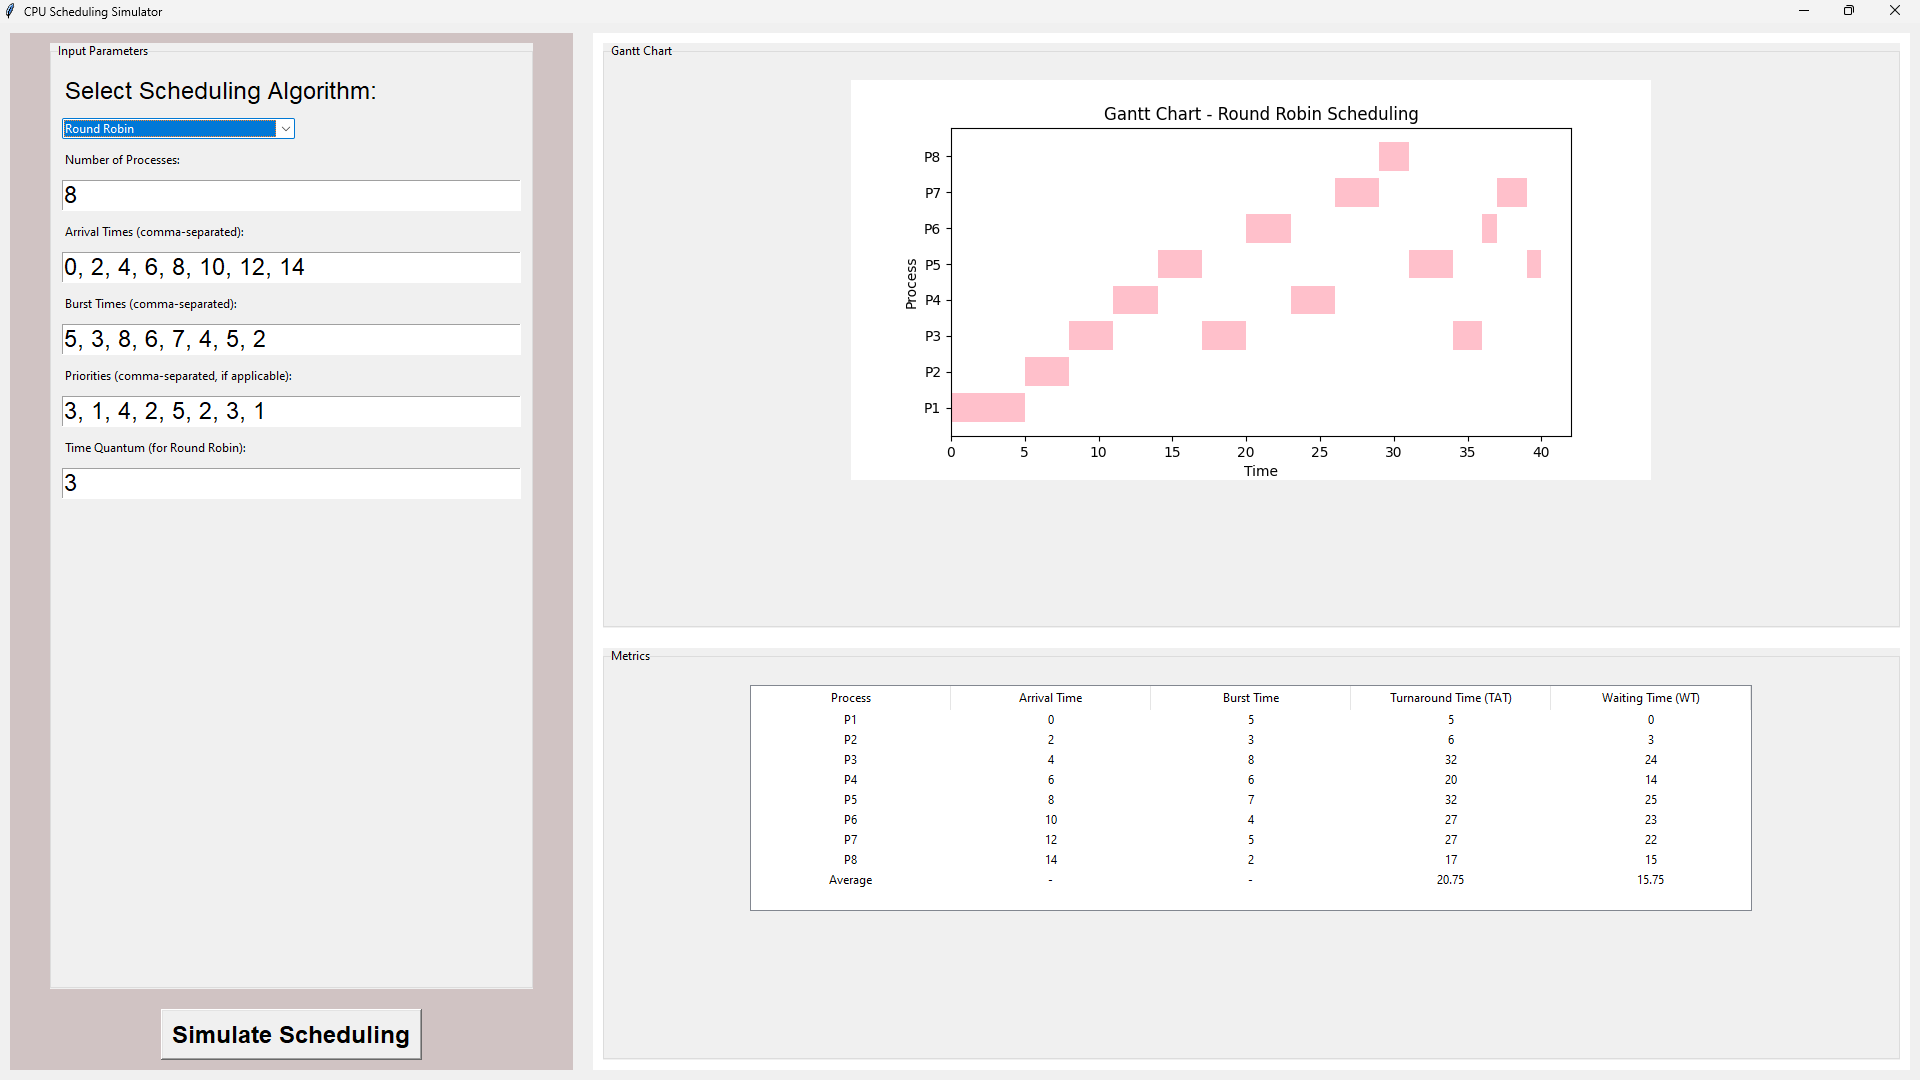 CPU Scheduling Simulator
Input Parameters
Select Scheduling Algorithm:
Round Robin
Number of Processes:
8
Arrival Times (comma-separated):
0, 2, 4, 6, 8, 10, 12, 14
Burst Times (comma-separated):
5, 3, 8, 6, 7, 4, 5, 2
Priorities (comma-separated, if applicable):
3, 1, 4, 2, 5, 2, 3, 1
Time Quantum (for Round Robin):
3
Simulate Scheduling
Gantt Chart
Gantt Chart - Round Robin Scheduling
P8
P7
P6
P5
P4
P3
P2
P1
Process
0 5 10 15 20 25 30 35 40
Time
Metrics
Process Arrival Time Burst Time Turnaround Time (TAT) Waiting Time (WT)
P1 0 5 5 0
P2 2 3 6 3
P3 4 8 32 24
P4 6 6 20 14
P5 8 7 32 25
P6 10 4 27 23
P7 12 5 27 22
P8 14 2 17 15
Average - - 20.75 15.75